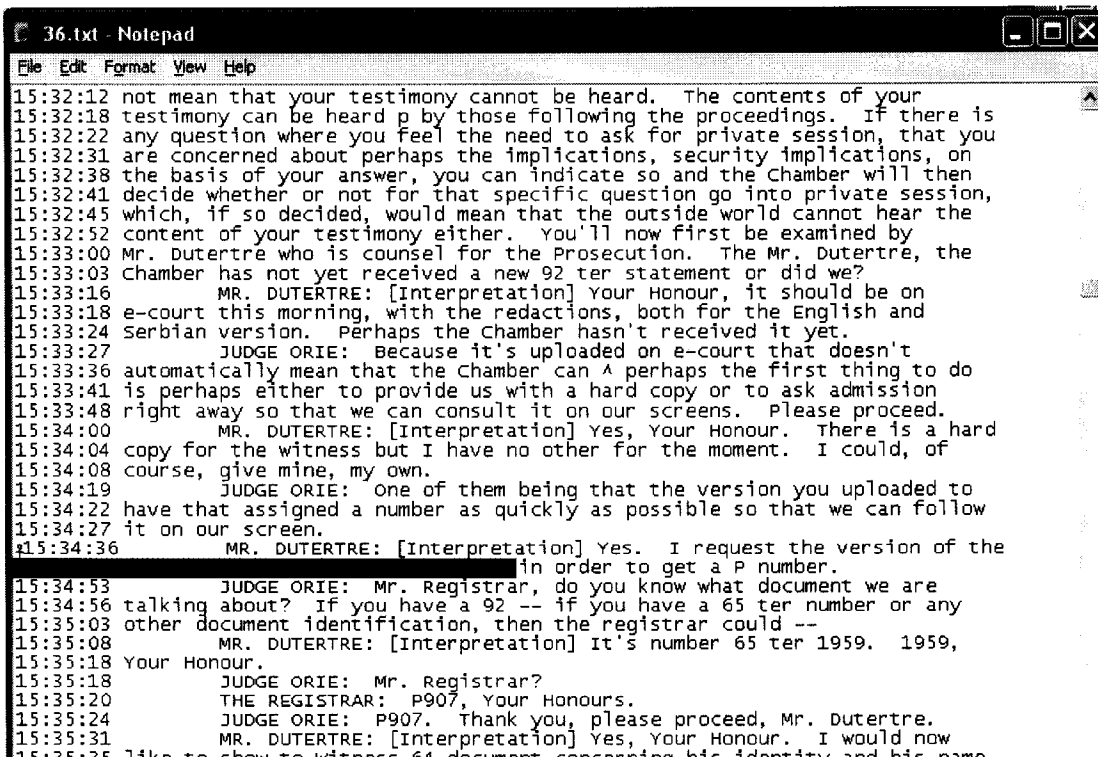 36.txt - Notepad
File Edit Format View Help
15:32:12 not mean that your testimony cannot be heard. The contents of your
15:32:18 testimony can be heard p by those following the proceedings. If there is
15:32:22 any question where you feel the need to ask for private session, that you
15:32:31 are concerned about perhaps the implications, security implications, on
15:32:38 the basis of your answer, you can indicate so and the Chamber will then
15:32:41 decide whether or not for that specific question go into private session,
15:32:45 which, if so decided, would mean that the outside world cannot hear the
15:32:52 content of your testimony either. You'll now first be examined by
15:33:00 Mr. Dutertre who is counsel for the Prosecution. The Mr. Dutertre, the
15:33:03 Chamber has not yet received a new 92 ter statement or did we?
15:33:16 MR. DUTERTRE: [Interpretation] Your Honour, it should be on
15:33:18 e-court this morning, with the redactions, both for the English and
15:33:24 Serbian version. Perhaps the Chamber hasn't received it yet.
15:33:27 JUDGE ORIE: Because it's uploaded on e-court that doesn't
15:33:36 automatically mean that the Chamber can ^ perhaps the first thing to do
15:33:41 is perhaps either to provide us with a hard copy or to ask admission
15:33:48 right away so that we can consult it on our screens. Please proceed.
15:34:00 MR. DUTERTRE: [Interpretation] Yes, Your Honour. There is a hard
15:34:04 copy for the witness but I have no other for the moment. I could, of
15:34:08 course, give mine, my own.
15:34:19 JUDGE ORIE: One of them being that the version you uploaded to
15:34:22 have that assigned a number as quickly as possible so that we can follow
15:34:27 it on our screen.
15:34:36 MR. DUTERTRE: [Interpretation] Yes. I request the version of the
in order to get a P number.
15:34:53 JUDGE ORIE: Mr. Registrar, do you know what document we are
15:34:56 talking about? If you have a 92 -- if you have a 65 ter number or any
15:35:03 other document identification, then the registrar could --
15:35:08 MR. DUTERTRE: [Interpretation] It's number 65 ter 1959. 1959,
15:35:18 Your Honour.
15:35:18 JUDGE ORIE: Mr. Registrar?
15:35:20 THE REGISTRAR: P907, Your Honours.
15:35:24 JUDGE ORIE: P907. Thank you, please proceed, Mr. Dutertre.
15:35:31 MR. DUTERTRE: [Interpretation] Yes, Your Honour. I would now
15:35:35 like to show to witness 64 document concerning his identity and his name